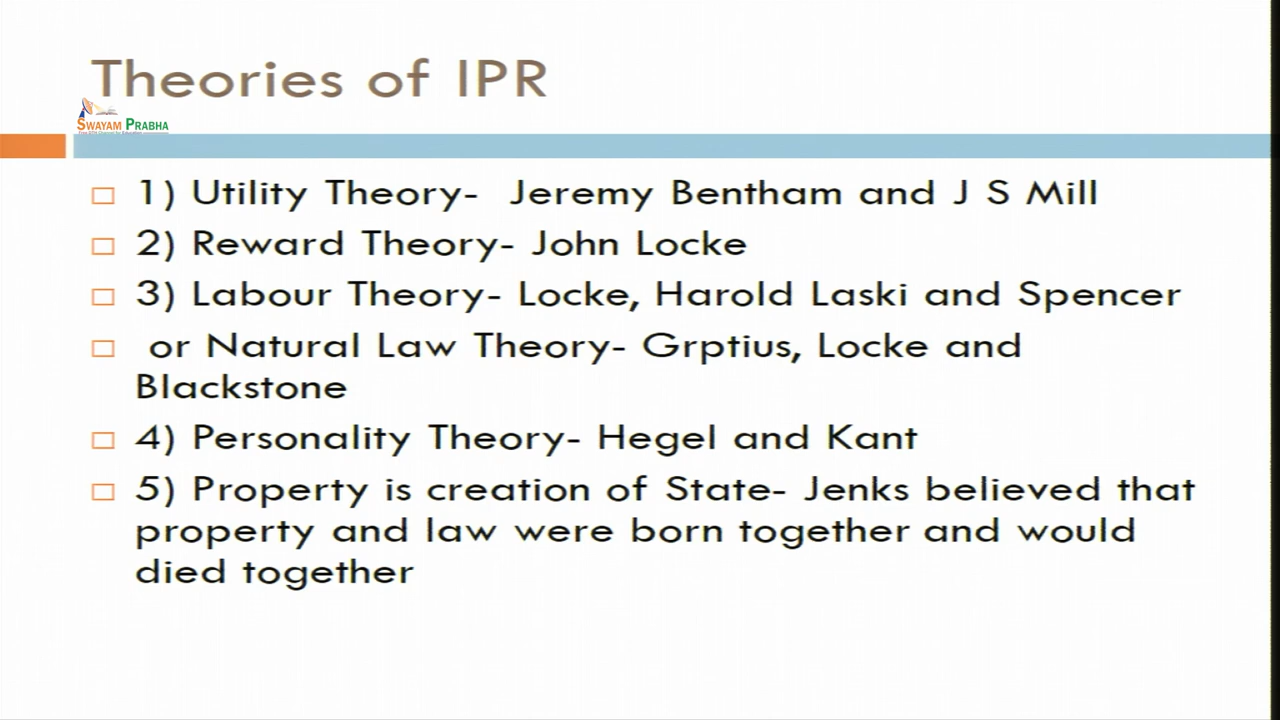 Theories of IPR
SWAYAM PRABHA
1) Utility Theory- Jeremy Bentham and J S Mill
2) Reward Theory- John Locke
3) Labour Theory- Locke, Harold Laski and Spencer
or Natural Law Theory- Grptius, Locke and
Blackstone
4) Personality Theory- Hegel and Kant
5) Property is creation of State- Jenks believed that
property and law were born together and would
died together